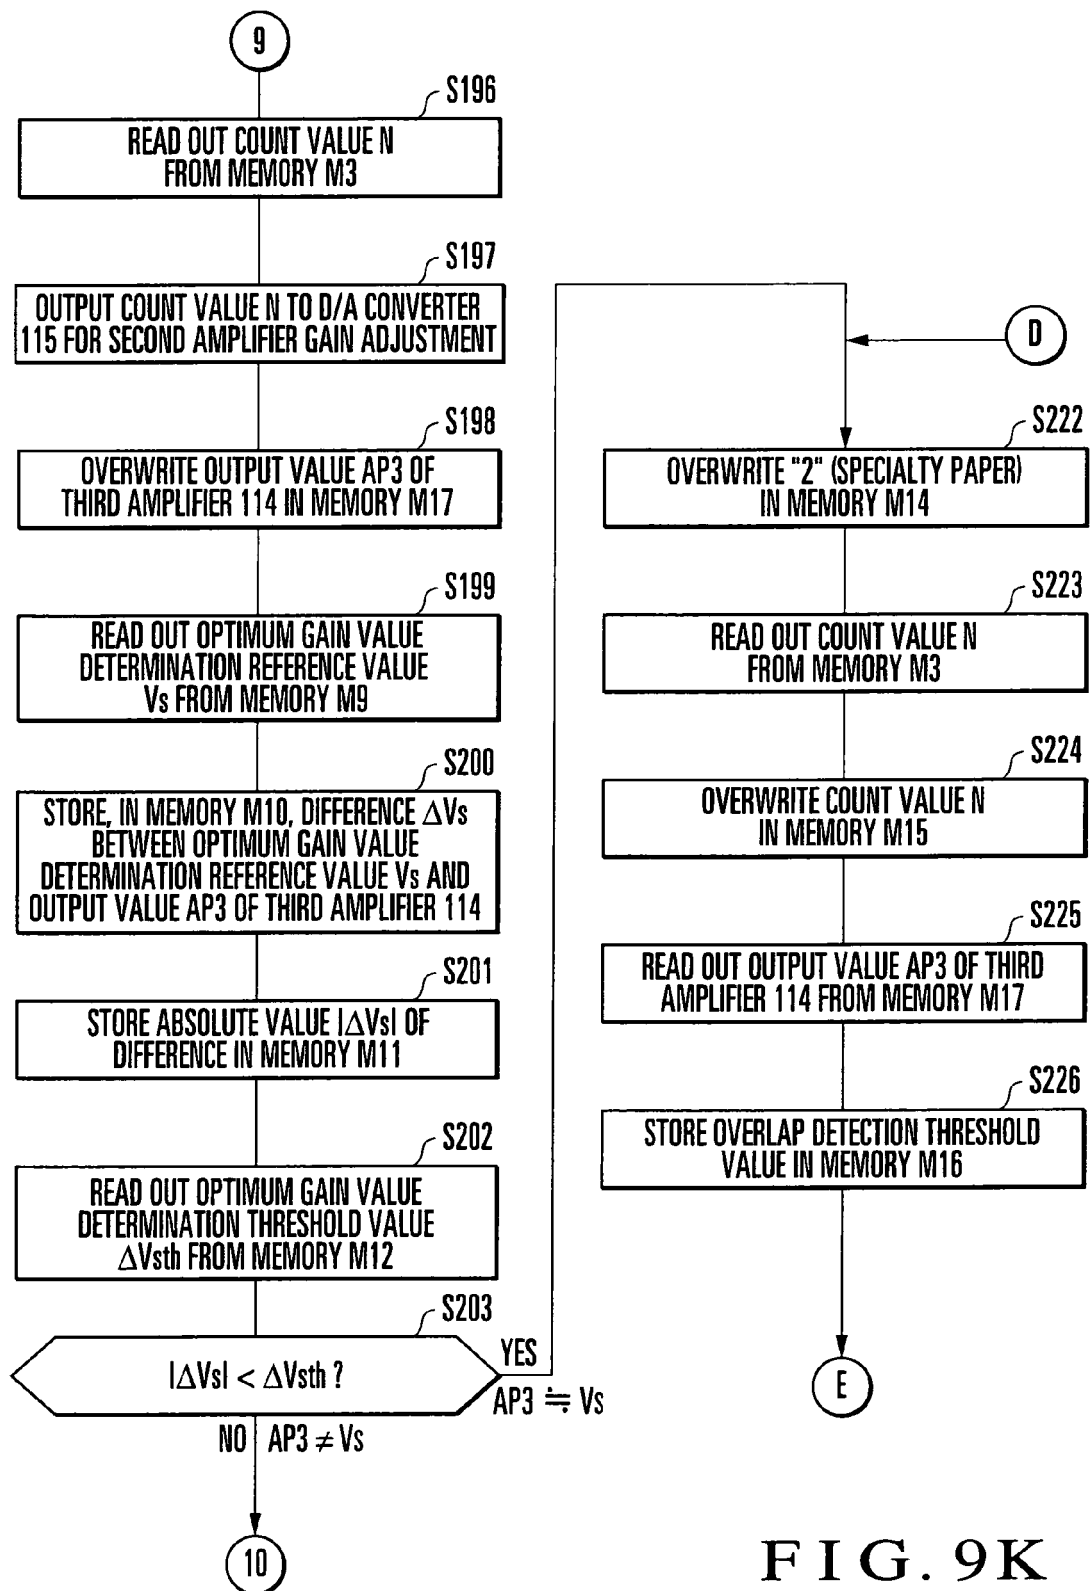 9
S196
READ OUT COUNT VALUE N
FROM MEMORY M3
S197
OUTPUT COUNT VALUE N TO D/A CONVERTER
115 FOR SECOND AMPLIFIER GAIN ADJUSTMENT
S198
OVERWRITE OUTPUT VALUE AP3 OF
THIRD AMPLIFIER 114 IN MEMORY M17
S199
READ OUT OPTIMUM GAIN VALUE
DETERMINATION REFERENCE VALUE
Vs FROM MEMORY M9
S200
STORE, IN MEMORY M10, DIFFERENCE ΔVs
BETWEEN OPTIMUM GAIN VALUE
DETERMINATION REFERENCE VALUE Vs AND
OUTPUT VALUE AP3 OF THIRD AMPLIFIER 114
S201
STORE ABSOLUTE VALUE |ΔVs| OF
DIFFERENCE IN MEMORY M11
S202
READ OUT OPTIMUM GAIN VALUE
DETERMINATION THRESHOLD VALUE
ΔVsth FROM MEMORY M12
S203
|ΔVs| < ΔVsth ?
YES
AP3 ≒ Vs
NO AP3 ≠ Vs
10
D
S222
OVERWRITE "2" (SPECIALTY PAPER)
IN MEMORY M14
S223
READ OUT COUNT VALUE N
FROM MEMORY M3
S224
OVERWRITE COUNT VALUE N
IN MEMORY M15
S225
READ OUT OUTPUT VALUE AP3 OF THIRD
AMPLIFIER 114 FROM MEMORY M17
S226
STORE OVERLAP DETECTION THRESHOLD
VALUE IN MEMORY M16
E
FIG. 9K